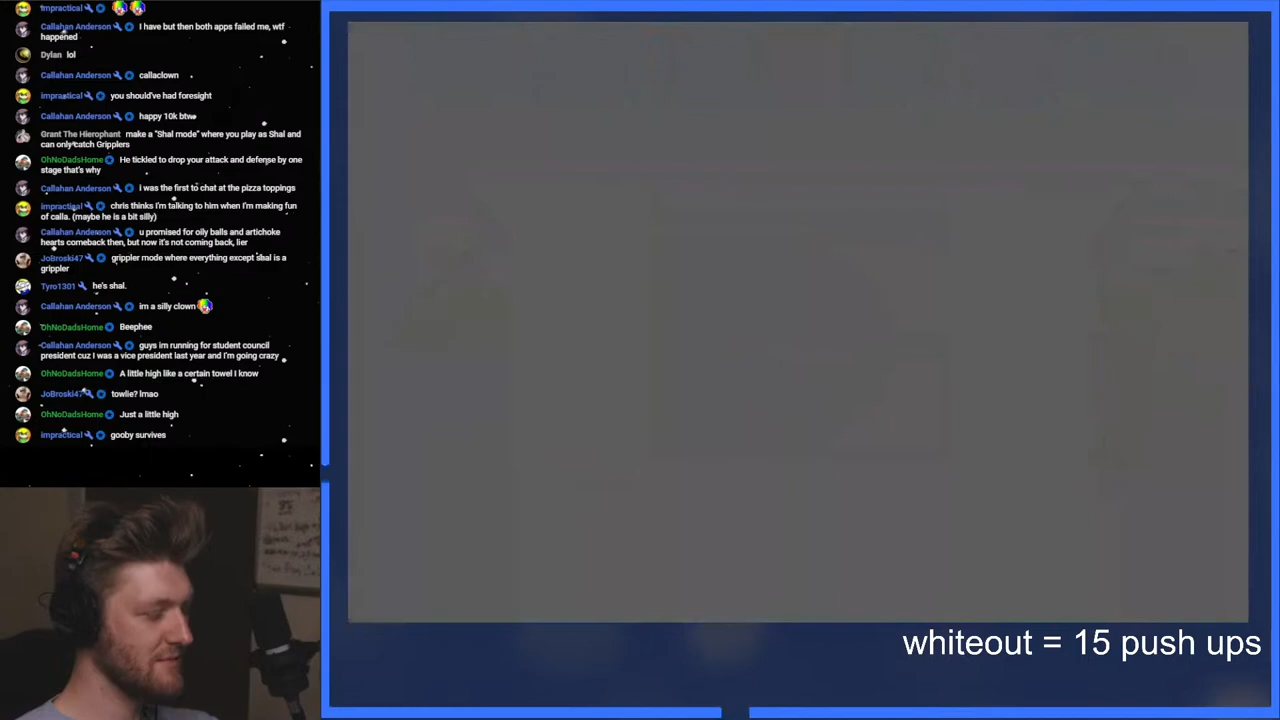 impractical
Callahan Anderson I have but then both apps failed me, wtf
happened
Dylan lol
Callahan Anderson callaclown
impractical you should've had foresight
Callahan Anderson happy 10k btw
Grant The Hierophant make a "Shal mode" where you play as Shal and
can only catch Gripplers
OhNoDadsHome He tickled to drop your attack and defense by one
stage that's why
Callahan Anderson I was the first to chat at the pizza toppings
impractical chris thinks I'm talking to him when I'm making fun
of calla. (maybe he is a bit silly)
Callahan Anderson u promised for oily balls and artichoke
hearts comeback then, but now it's not coming back, lier
JoBroski47 grippler mode where everything except shal is a
grippler
Tyro1301 he's shal.
Callahan Anderson im a silly clown
OhNoDadsHome Beephee
Callahan Anderson guys im running for student council
president cuz I was a vice president last year and I'm going crazy
OhNoDadsHome A little high like a certain towel I know
JoBroski47 towlie? lmao
OhNoDadsHome Just a little high
impractical gooby survives
whiteout = 15 push ups